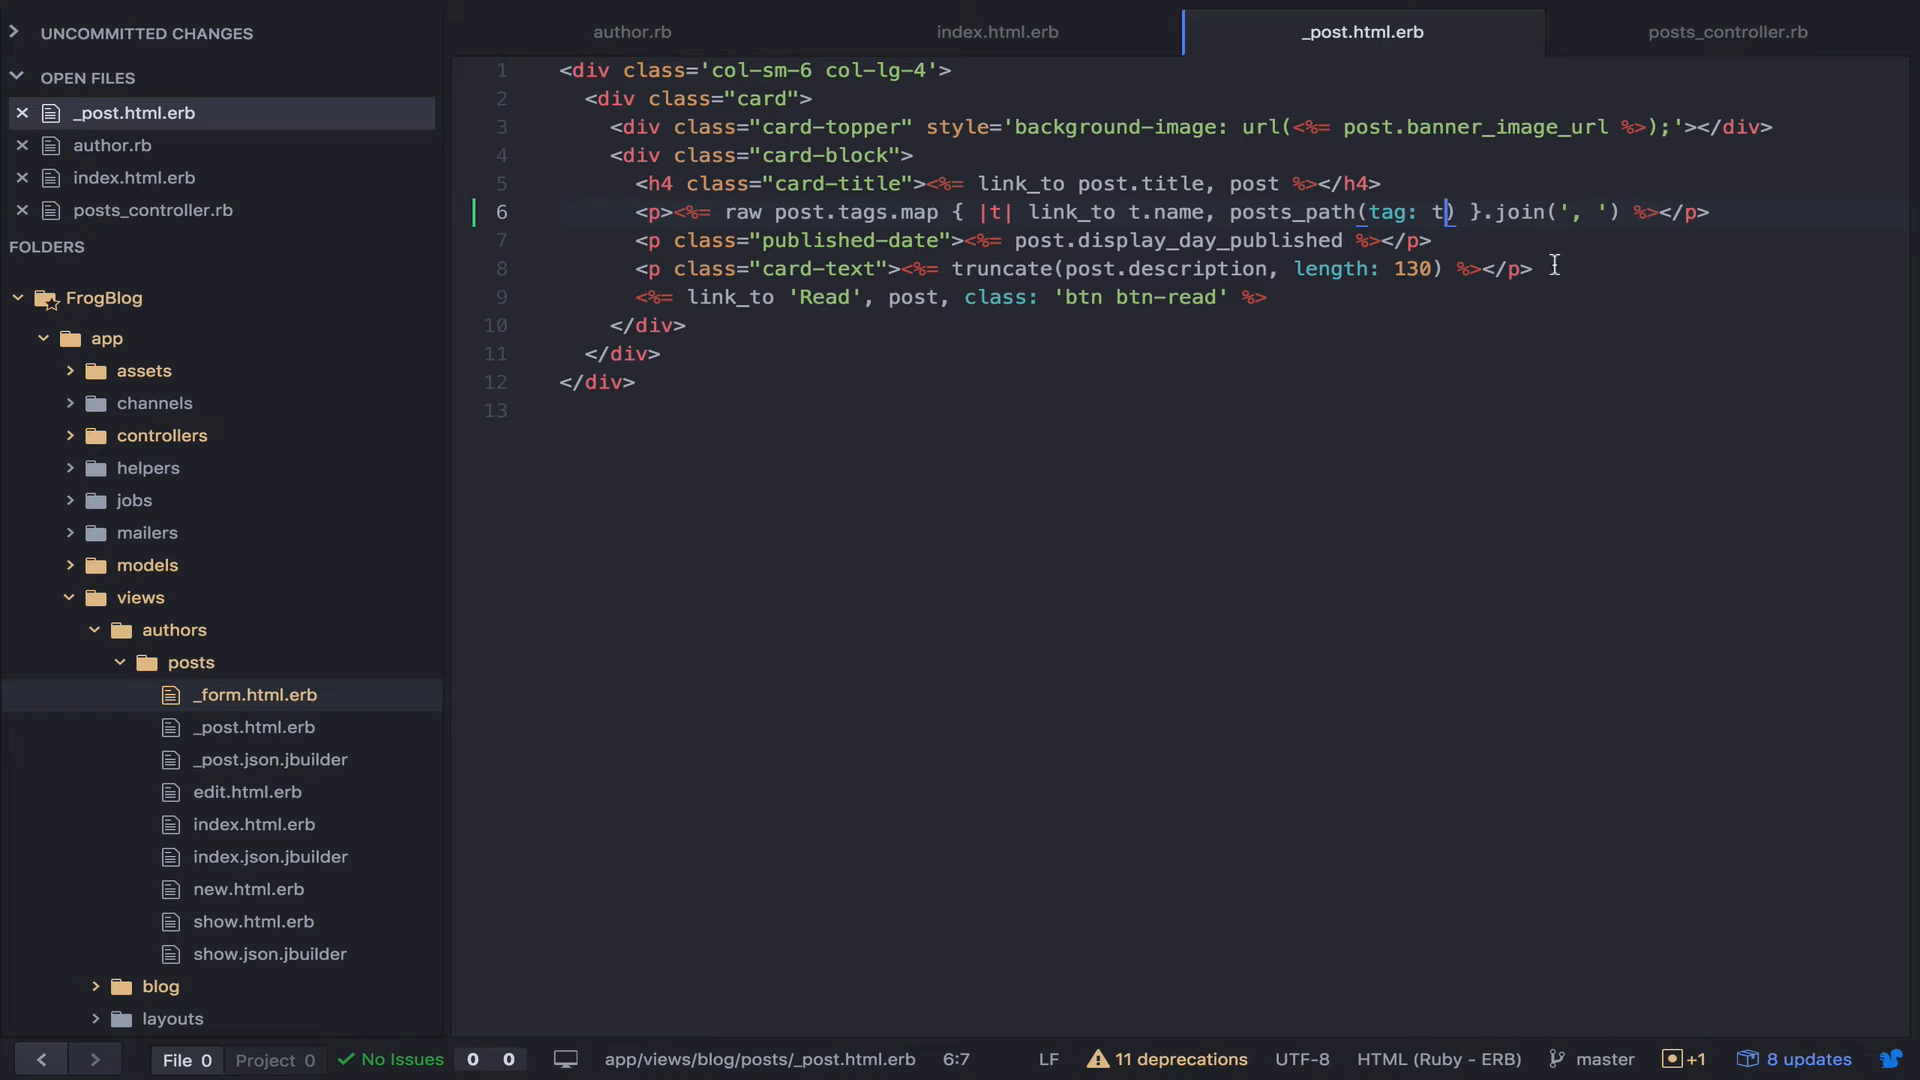 UNCOMMITTED CHANGES
OPEN FILES
_post.html.erb
author.rb
index.html.erb
posts_controller.rb
FOLDERS
FrogBlog
app
assets
channels
controllers
helpers
jobs
mailers
models
views
authors
posts
_form.html.erb
_post.html.erb
_post.json.jbuilder
edit.html.erb
index.html.erb
index.json.jbuilder
new.html.erb
show.html.erb
show.json.jbuilder
blog
layouts
author.rb
index.html.erb
_post.html.erb
posts_controller.rb
1 <div class='col-sm-6 col-lg-4'>
2 <div class="card">
3 <div class="card-topper" style='background-image: url(<%= post.banner_image_url %>);'></div>
4 <div class="card-block">
5 <h4 class="card-title"><%= link_to post.title, post %></h4>
6 <p><%= raw post.tags.map { |t| link_to t.name, posts_path(tag: t) }.join(', ') %></p>
7 <p class="published-date"><%= post.display_day_published %></p>
8 <p class="card-text"><%= truncate(post.description, length: 130) %></p>
9 <%= link_to 'Read', post, class: 'btn btn-read' %>
10 </div>
11 </div>
12 </div>
13
File 0 Project 0 No Issues 0 0 app/views/blog/posts/_post.html.erb 6:7 LF 11 deprecations UTF-8 HTML (Ruby - ERB) master +1 8 updates